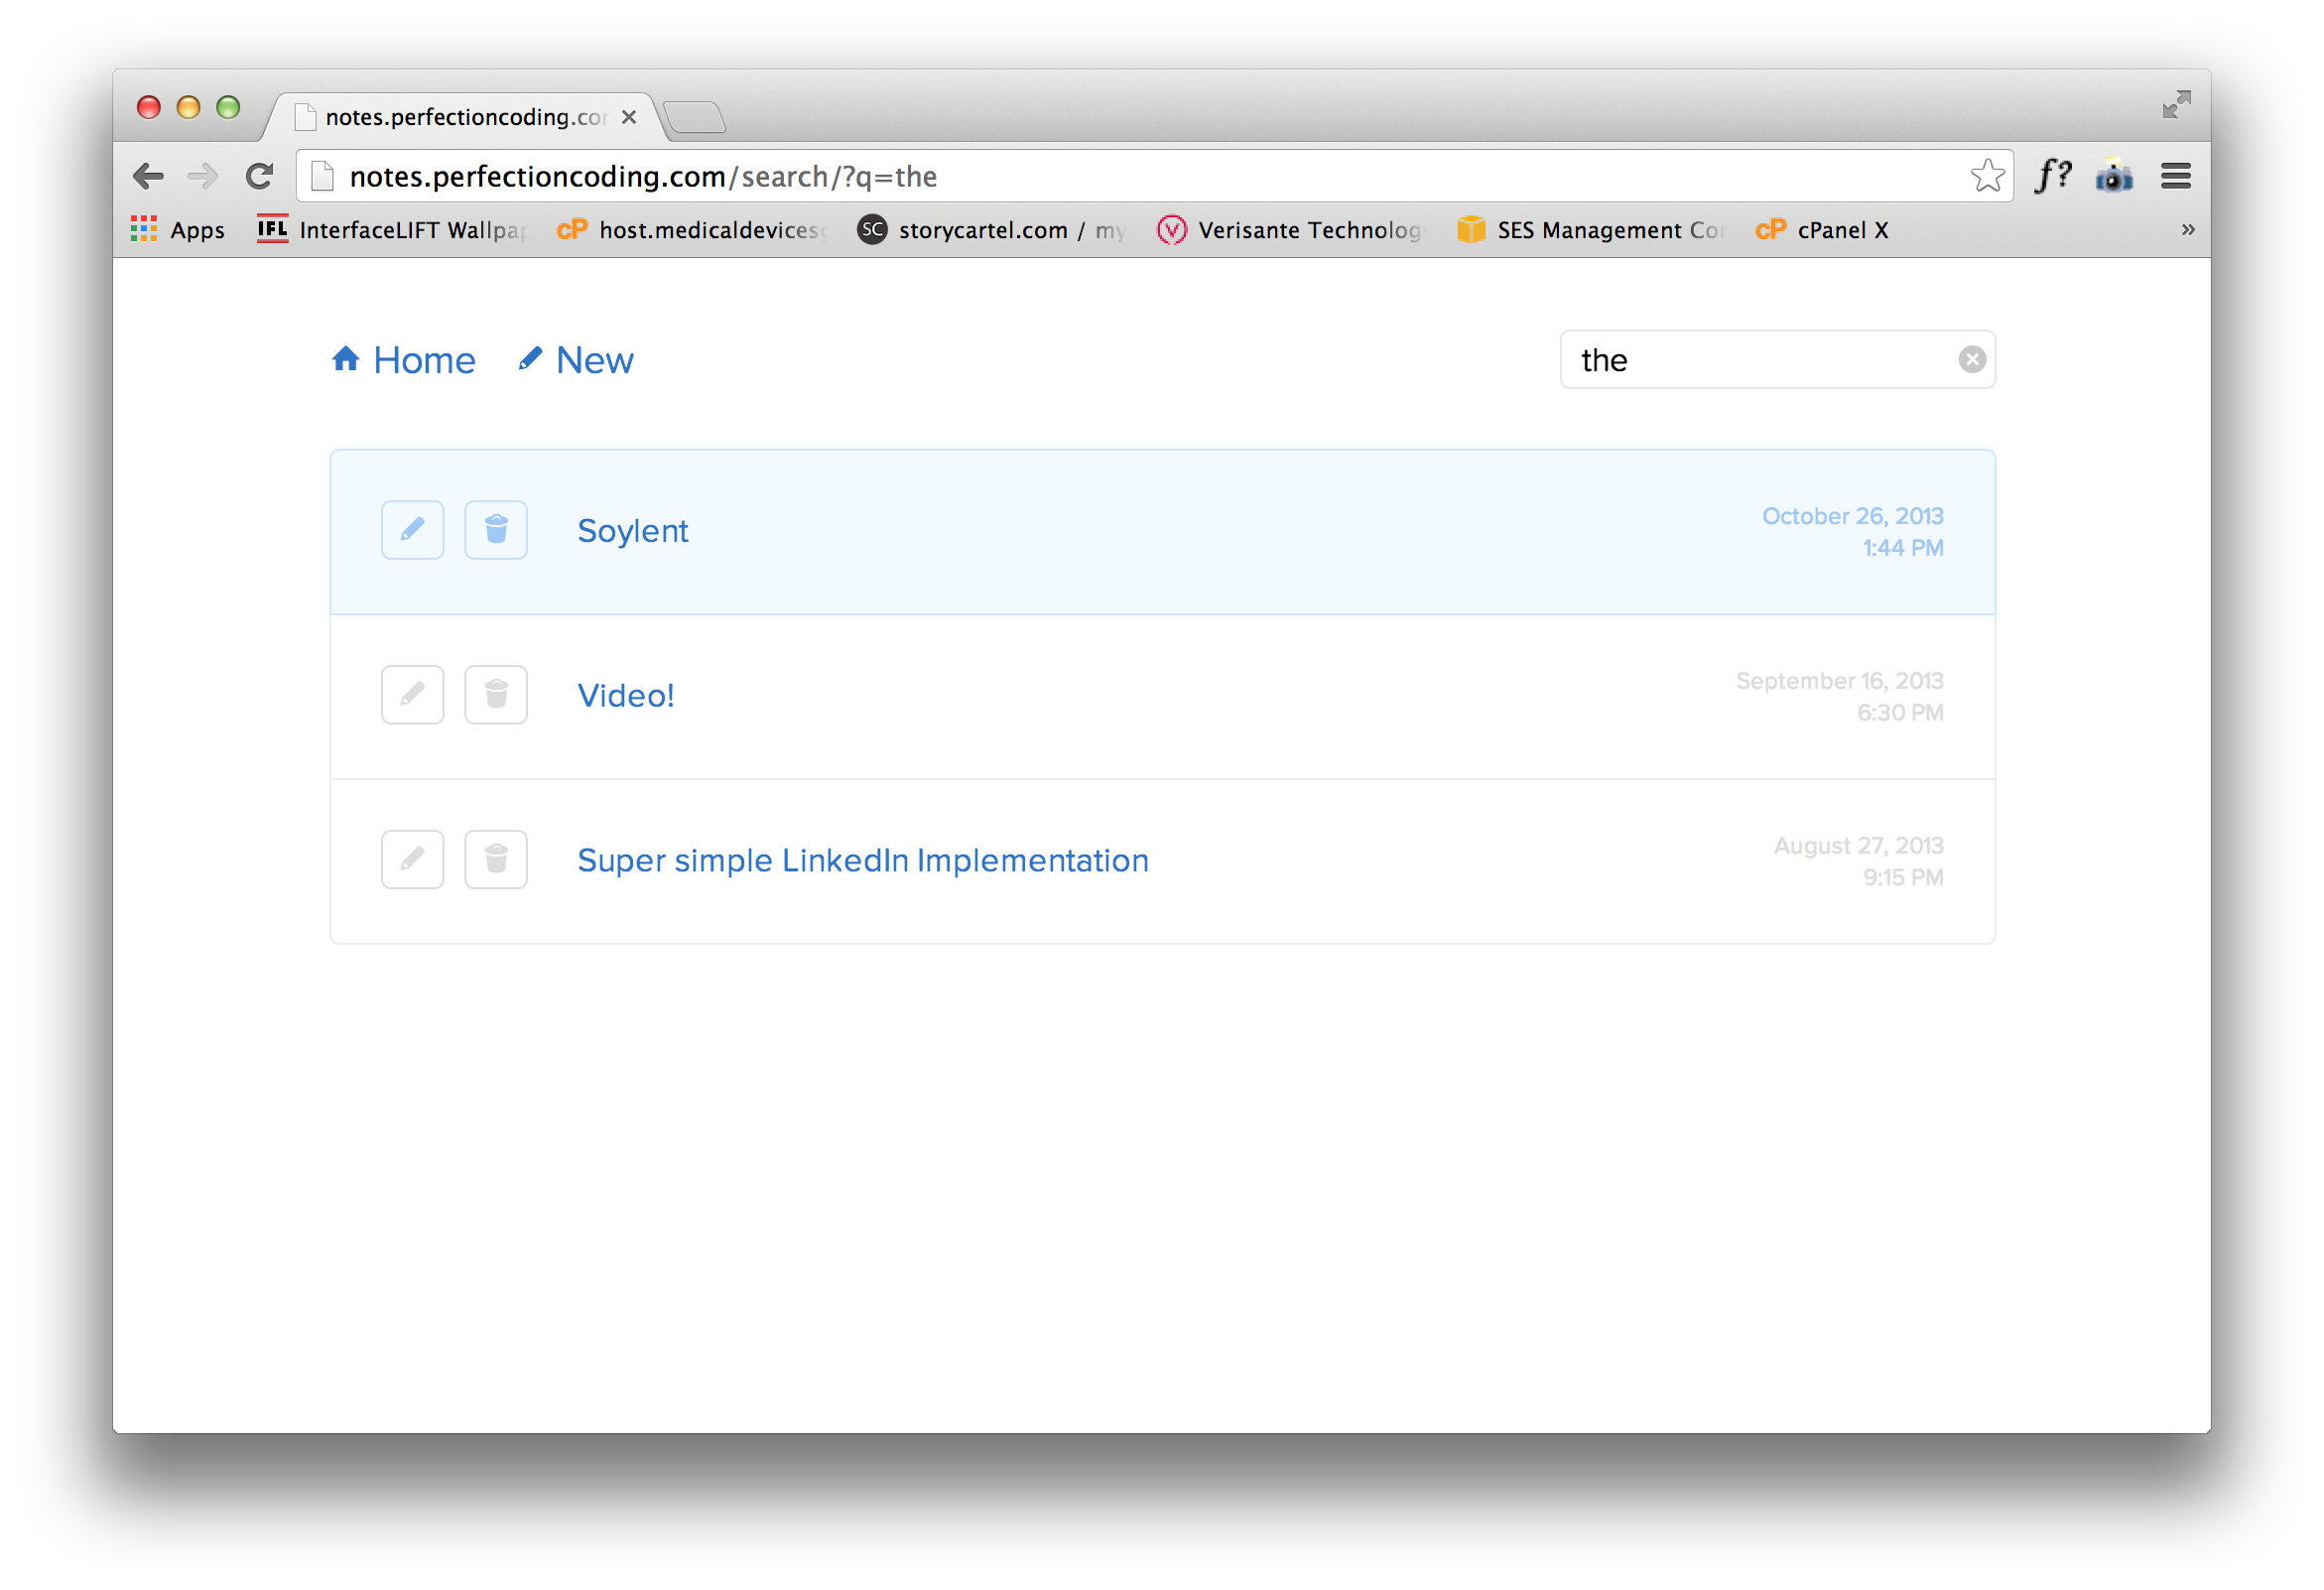 notes.perfectioncoding.co
notes.perfectioncoding.com/search/?q=the
f?
Apps
IFL InterfaceLIFT Wallpa
cP host.medicaldevices
SC storycartel.com / my
V Verisante Technolog
SES Management Co
cP cPanel X
»
Home
New
the
Soylent
October 26, 2013
1:44 PM
Video!
September 16, 2013
6:30 PM
Super simple LinkedIn Implementation
August 27, 2013
9:15 PM